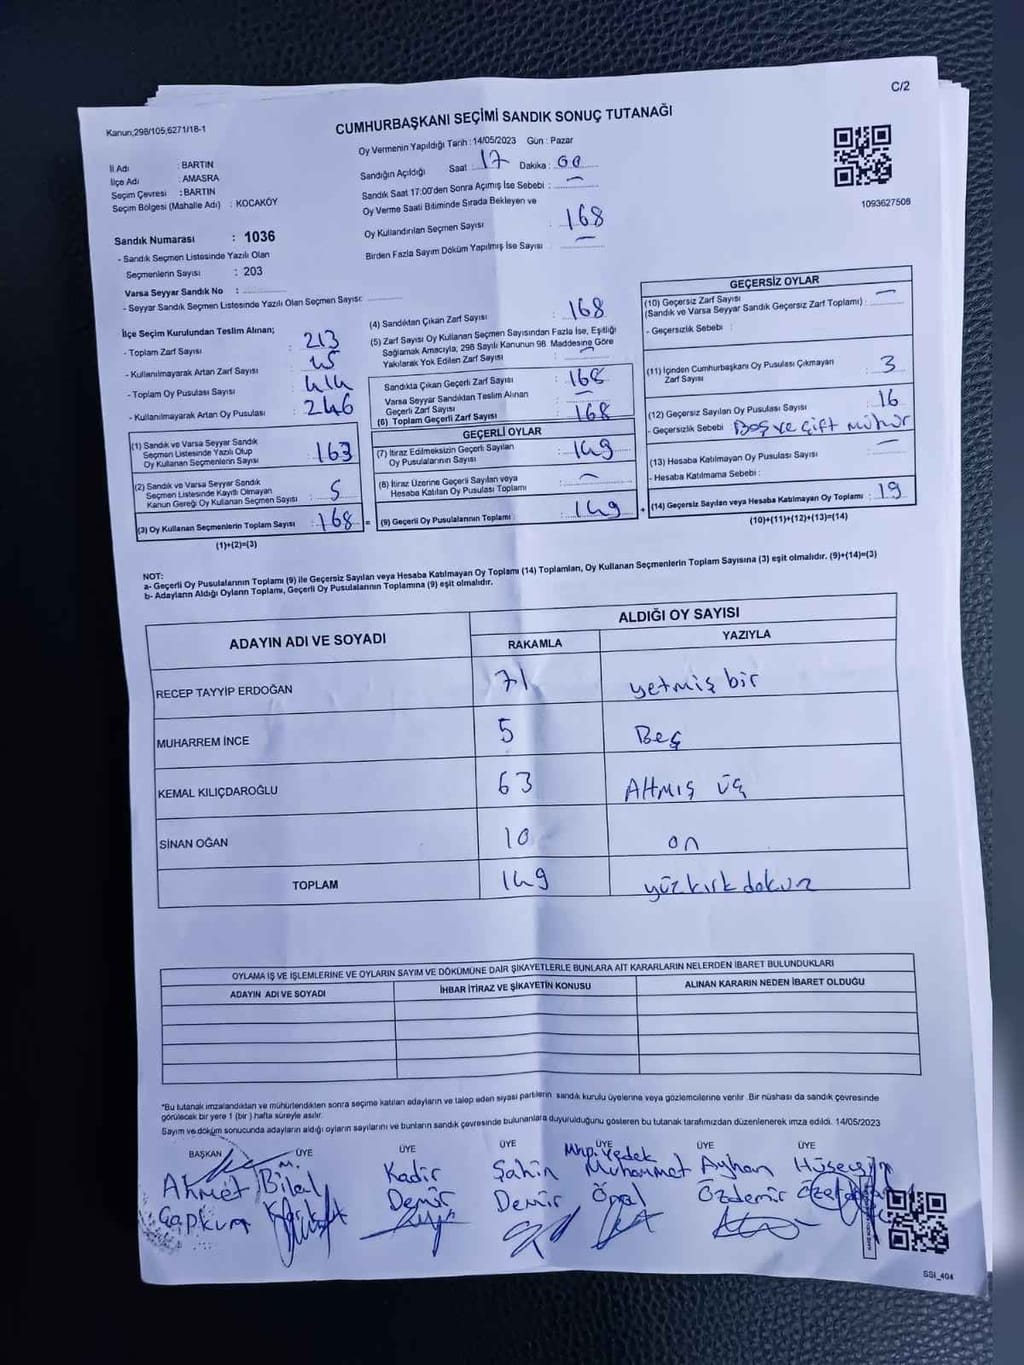 C/2
Kanun;298/105;6271/18-1
CUMHURBAŞKANI SEÇİMİ SANDIK SONUÇ TUTANAĞI
Oy Vermenin Yapıldığı Tarih : 14/05/2023 Gün : Pazar
İl Adı : BARTIN
İlçe Adı : AMASRA
Seçim Çevresi : BARTIN
Seçim Bölgesi (Mahalle Adı) : KOCAKÖY
Sandığın Açıldığı Saat : 17 Dakika : 00
Sandık Saat 17:00'den Sonra Açımış İse Sebebi : —
Oy Verme Saati Bitiminde Sırada Bekleyen ve
Oy Kullandırılan Seçmen Sayısı : 168
Birden Fazla Sayım Döküm Yapılmış İse Sayısı : —
1093627508
Sandık Numarası : 1036
- Sandık Seçmen Listesinde Yazılı Olan
Seçmenlerin Sayısı : 203
Varsa Seyyar Sandık No :
- Seyyar Sandık Seçmen Listesinde Yazılı Olan Seçmen Sayısı:
İlçe Seçim Kurulundan Teslim Alınan;
- Toplam Zarf Sayısı : 213
- Kullanılmayarak Artan Zarf Sayısı : 45
- Toplam Oy Pusulası Sayısı : 414
- Kullanılmayarak Artan Oy Pusulası : 246
(1) Sandık ve Varsa Seyyar Sandık
Seçmen Listesinde Yazılı Olup
Oy Kullanan Seçmenlerin Sayısı : 163
(2) Sandık ve Varsa Seyyar Sandık
Seçmen Listesinde Kayıtlı Olmayan
Kanun Gereği Oy Kullanan Seçmen Sayısı : 5
(3) Oy Kullanan Seçmenlerin Toplam Sayısı : 168 =
(1)+(2)=(3)
(4) Sandıktan Çıkan Zarf Sayısı : 168
(5) Zarf Sayısı Oy Kullanan Seçmen Sayısından Fazla İse, Eşitliği
Sağlamak Amacıyla, 298 Sayılı Kanunun 98. Maddesine Göre
Yakılarak Yok Edilen Zarf Sayısı : —
Sandıkta Çıkan Geçerli Zarf Sayısı : 168
Varsa Seyyar Sandıktan Teslim Alınan
Geçerli Zarf Sayısı : —
(6) Toplam Geçerli Zarf Sayısı : 168
GEÇERLİ OYLAR
(7) İtiraz Edilmeksizin Geçerli Sayılan
Oy Pusulalarının Sayısı : 149
(8) İtiraz Üzerine Geçerli Sayılan veya
Hesaba Katılan Oy Pusulası Toplamı : —
(9) Geçerli Oy Pusulalarının Toplamı : 149 +
GEÇERSİZ OYLAR
(10) Geçersiz Zarf Sayısı : —
(Sandık ve Varsa Seyyar Sandık Geçersiz Zarf Toplamı)
- Geçersizlik Sebebi :
(11) İçinden Cumhurbaşkanı Oy Pusulası Çıkmayan
Zarf Sayısı : 3
(12) Geçersiz Sayılan Oy Pusulası Sayısı : 16
- Geçersizlik Sebebi Boş ve çift mühür
(13) Hesaba Katılmayan Oy Pusulası Sayısı : —
- Hesaba Katılmama Sebebi :
(14) Geçersiz Sayılan veya Hesaba Katılmayan Oy Toplamı : 19
(10)+(11)+(12)+(13)=(14)
NOT:
a- Geçerli Oy Pusulalarının Toplamı (9) ile Geçersiz Sayılan veya Hesaba Katılmayan Oy Toplamı (14) Toplamları, Oy Kullanan Seçmenlerin Toplam Sayısına (3) eşit olmalıdır. (9)+(14)=(3)
b- Adayların Aldığı Oyların Toplamı, Geçerli Oy Pusulalarının Toplamına (9) eşit olmalıdır.
ADAYIN ADI VE SOYADI
ALDIĞI OY SAYISI
RAKAMLA YAZIYLA
RECEP TAYYİP ERDOĞAN 71 yetmiş bir
MUHARREM İNCE 5 Beş
KEMAL KILIÇDAROĞLU 63 Altmış üç
SİNAN OĞAN 10 on
TOPLAM 149 yüzkırk dokuz
OYLAMA İŞ VE İŞLEMLERİNE VE OYLARIN SAYIM VE DÖKÜMÜNE DAİR ŞİKAYETLERLE BUNLARA AİT KARARLARIN NELERDEN İBARET BULUNDUKLARI
ADAYIN ADI VE SOYADI İHBAR İTİRAZ VE ŞİKAYETİN KONUSU ALINAN KARARIN NEDEN İBARET OLDUĞU
*Bu tutanak imzalandıktan ve mühürlendikten sonra seçime katılan adayların ve talep eden siyasi partilerin sandık kurulu üyelerine veya gözlemcilerine verilir. Bir nüshası da sandık çevresinde
görülecek bir yere 1 (bir) hafta süreyle asılır.
Sayım ve döküm sonucunda adayların aldığı oyların sayılarını ve bunların sandık çevresinde bulunanlara duyurulduğunu gösteren bu tutanak tarafımızdan düzenlenerek imza edildi. 14/05/2023
BAŞKAN ÜYE ÜYE ÜYE ÜYE ÜYE ÜYE
Ahmet M. Bilal Kadir Şahin Mhp. Yedek Muhammet Ayhan Hüseyin
Çapkun Demir Demir Önal Özdemir
SSI_404